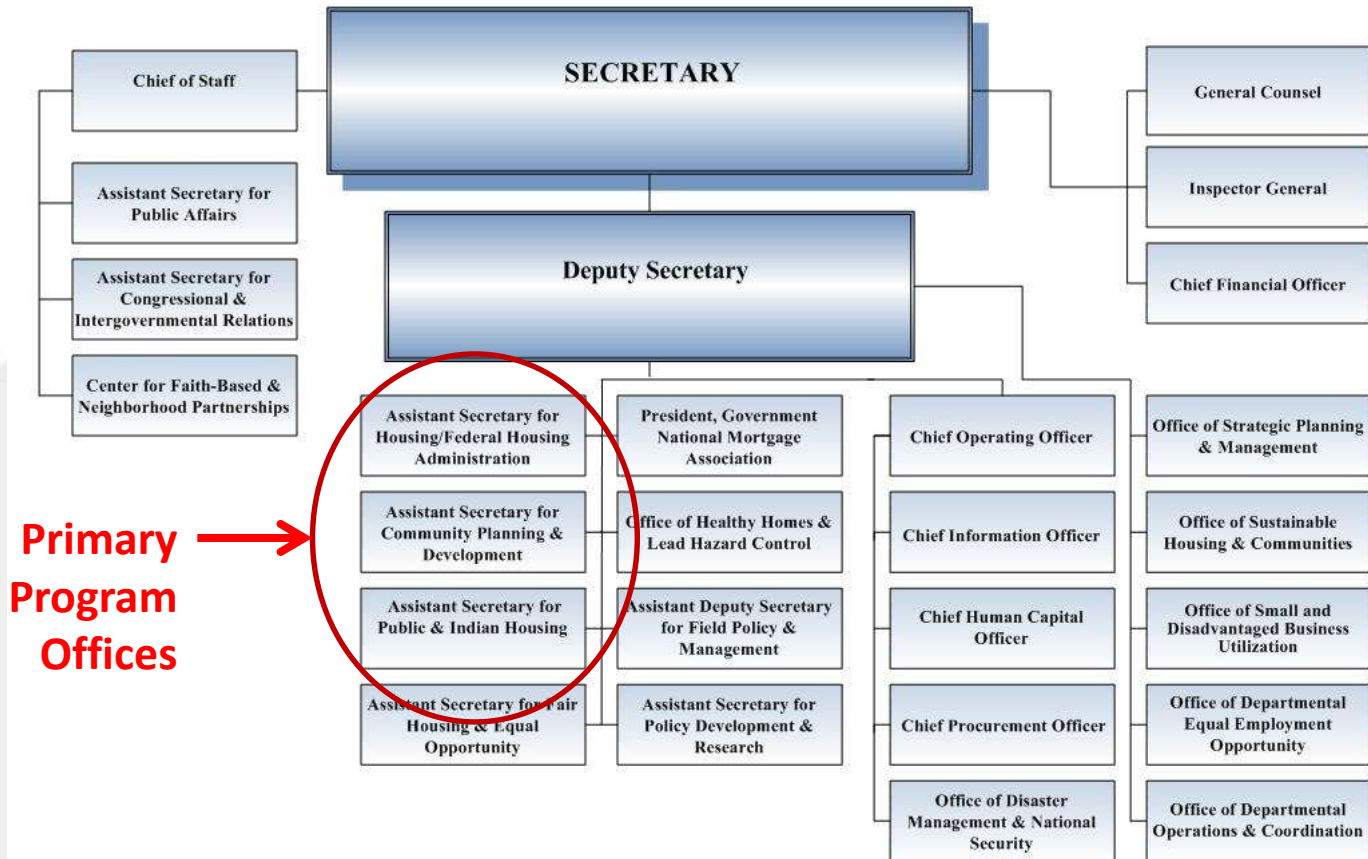 SECRETARY
Chief of Staff
Assistant Secretary for
Public Affairs
Assistant Secretary for
Congressional &
Intergovernmental Relations
Center for Faith-Based &
Neighborhood Partnerships
General Counsel
Inspector General
Chief Financial Officer
Deputy Secretary
Primary
Program
Offices
Assistant Secretary for
Housing/Federal Housing
Administration
Assistant Secretary for
Community Planning &
Development
Assistant Secretary for
Public & Indian Housing
Assistant Secretary for Fair
Housing & Equal
Opportunity
President, Government
National Mortgage
Association
Office of Healthy Homes &
Lead Hazard Control
Assistant Deputy Secretary
for Field Policy &
Management
Assistant Secretary for
Policy Development &
Research
Chief Operating Officer
Chief Information Officer
Chief Human Capital
Officer
Chief Procurement Officer
Office of Disaster
Management & National
Security
Office of Strategic Planning
& Management
Office of Sustainable
Housing & Communities
Office of Small and
Disadvantaged Business
Utilization
Office of Departmental
Equal Employment
Opportunity
Office of Departmental
Operations & Coordination